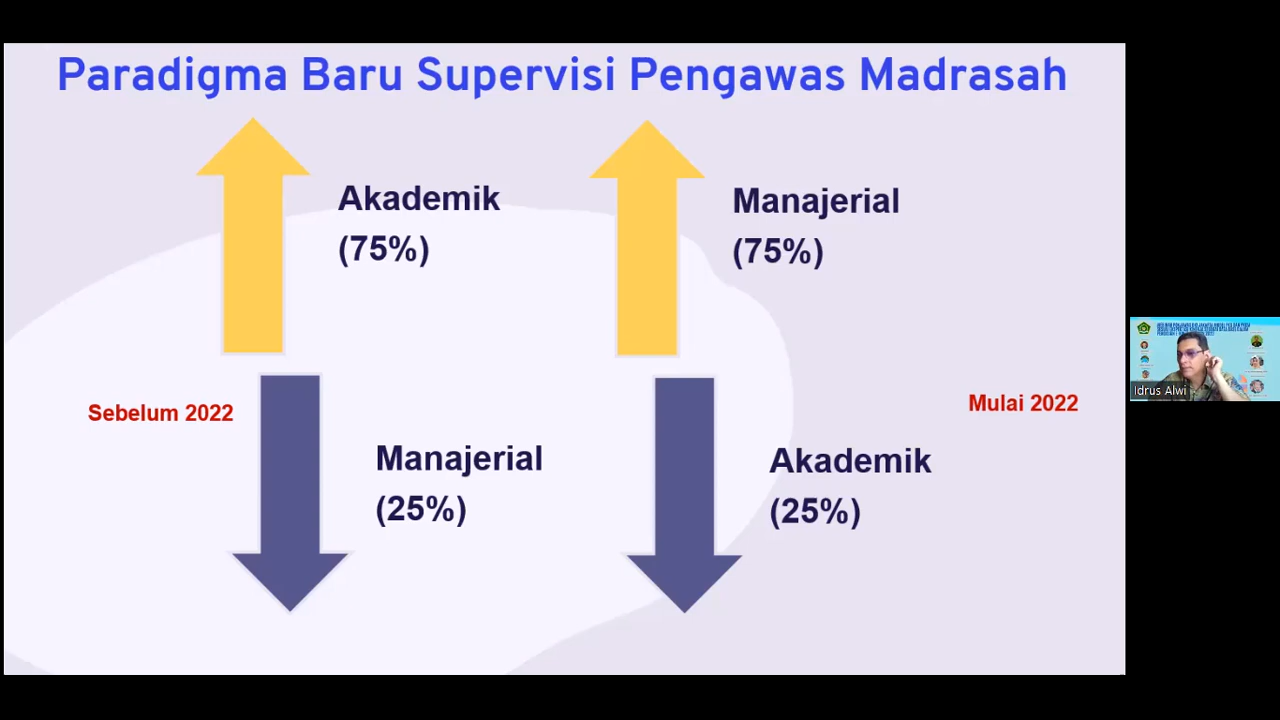 Paradigma Baru Supervisi Pengawas Madrasah
Akademik
(75%)
Manajerial
(75%)
Sebelum 2022
Mulai 2022
Manajerial
(25%)
Akademik
(25%)
Idrus Alwi